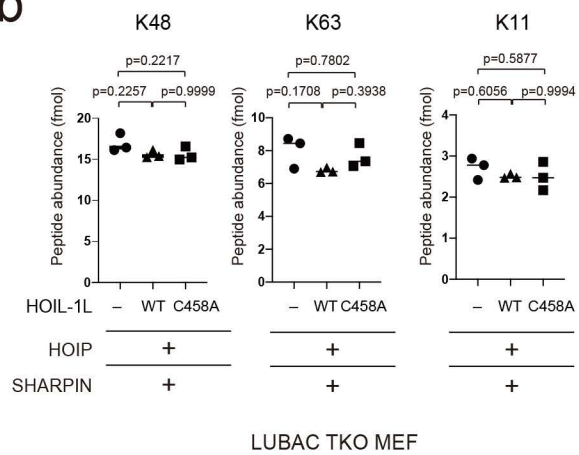 b
K48 K63 K11
p=0.2217 p=0.7802 p=0.5877
p=0.2257 p=0.9999 p=0.1708 p=0.3938 p=0.6056 p=0.9994
Peptide abundance (fmol) Peptide abundance (fmol) Peptide abundance (fmol)
20 10 4
15 8 3
10 6 2
5 4 1
0 2 0
0
HOIL-1L – WT C458A – WT C458A – WT C458A
HOIP + + +
SHARPIN + + +
LUBAC TKO MEF